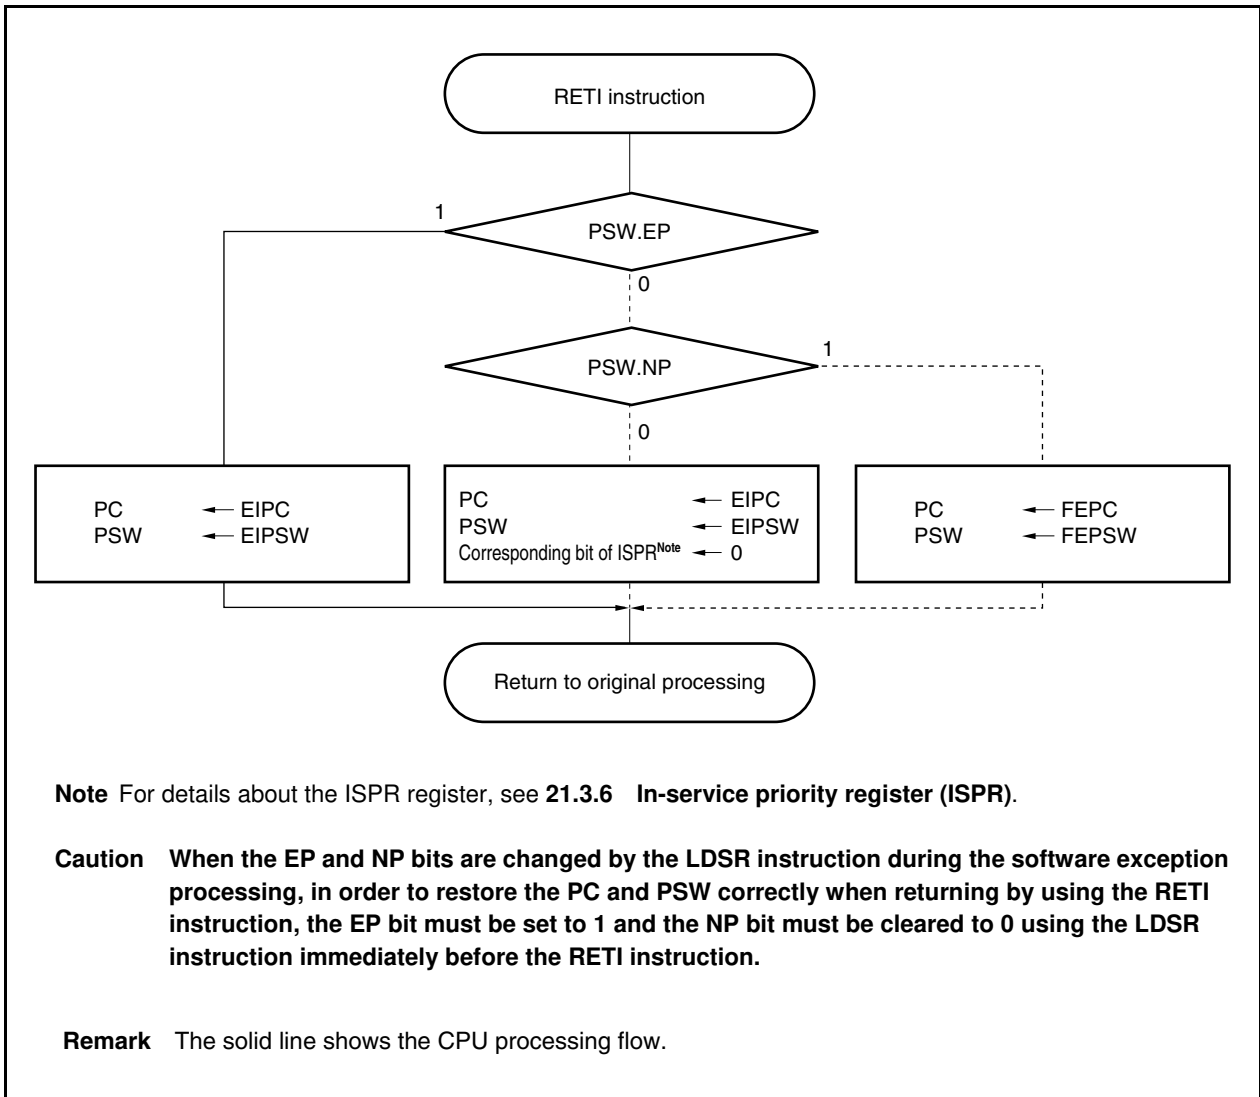 RETI instruction
1
PSW.EP
0
PSW.NP
1
0
PC ← EIPC
PSW ← EIPSW
PC ← EIPC
PSW ← EIPSW
Corresponding bit of ISPRNote ← 0
PC ← FEPC
PSW ← FEPSW
Return to original processing
Note For details about the ISPR register, see 21.3.6 In-service priority register (ISPR).
Caution When the EP and NP bits are changed by the LDSR instruction during the software exception
processing, in order to restore the PC and PSW correctly when returning by using the RETI
instruction, the EP bit must be set to 1 and the NP bit must be cleared to 0 using the LDSR
instruction immediately before the RETI instruction.
Remark The solid line shows the CPU processing flow.